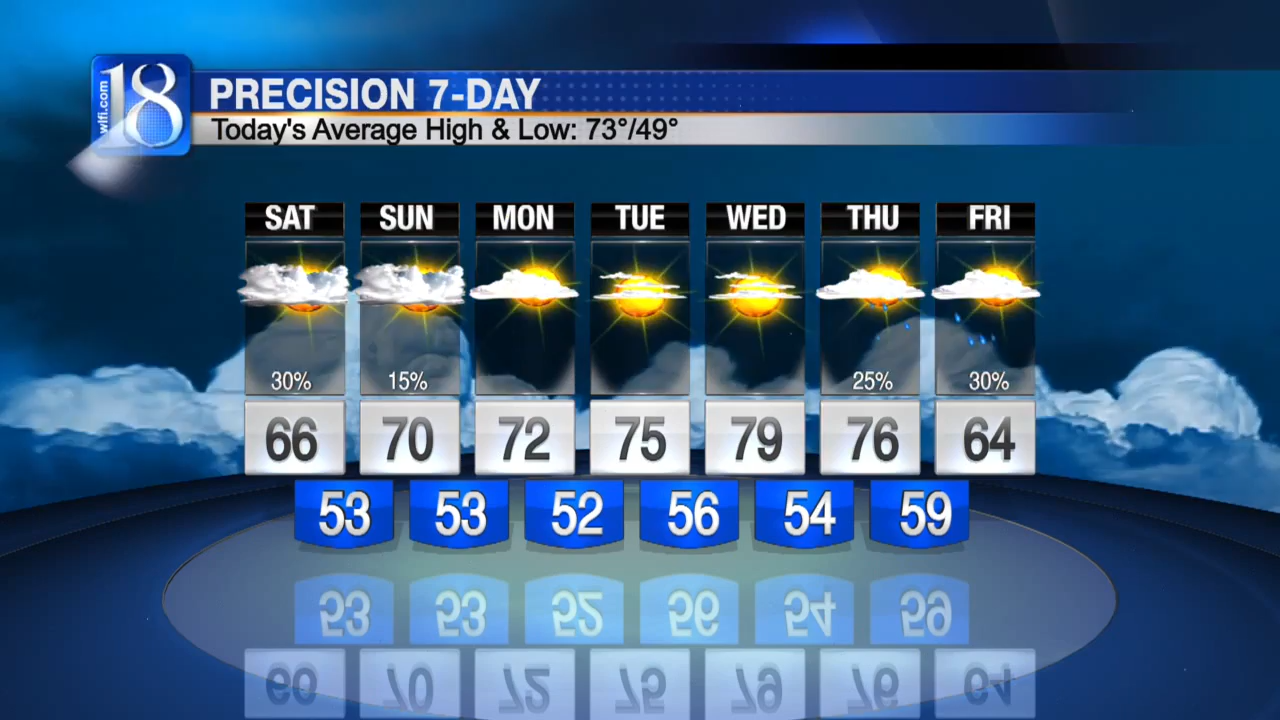 wlfi.com
18
PRECISION 7-DAY
Today's Average High & Low: 73°/49°
SAT SUN MON TUE WED THU FRI
30% 15% 25% 30%
66 70 72 75 79 76 64
53 53 52 56 54 59